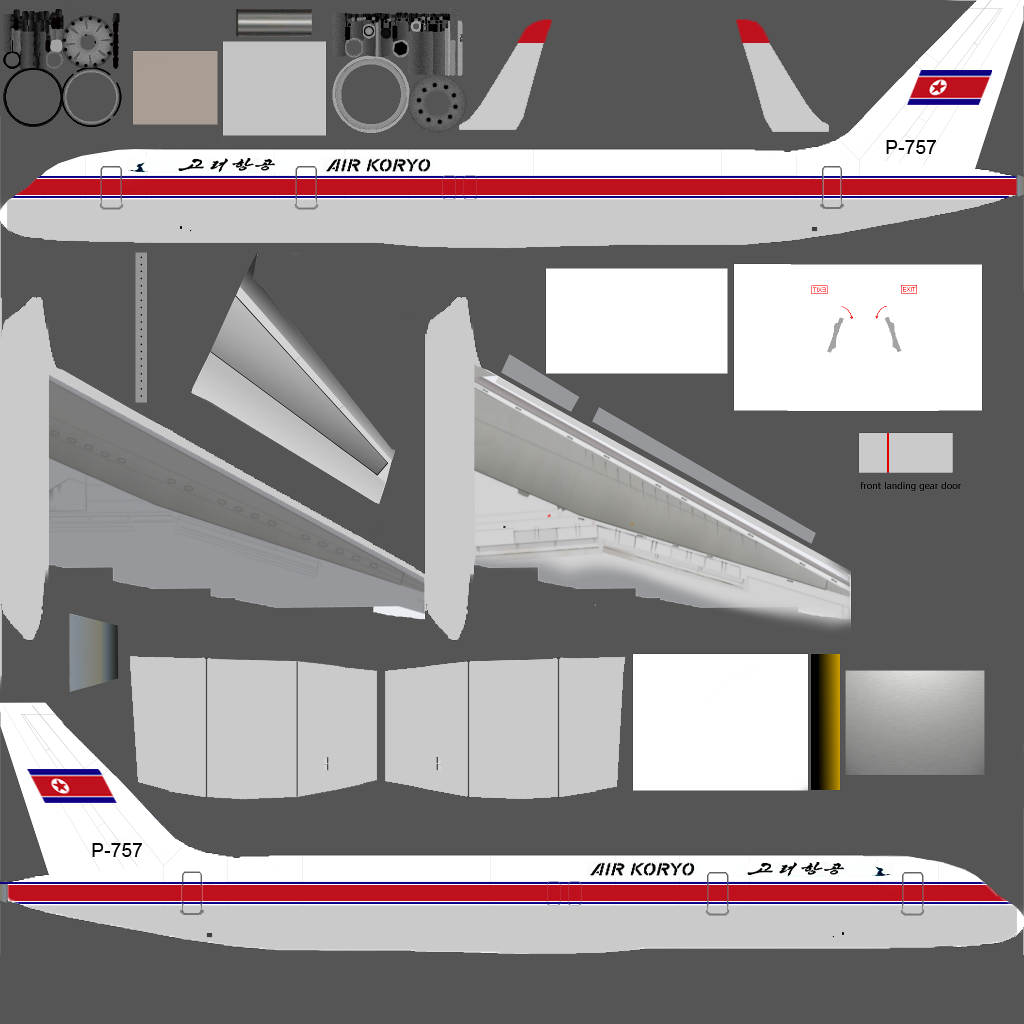 P-757
고려항공 AIR KORYO
TIX3 EXIT
front landing gear door
P-757
AIR KORYO 고려항공